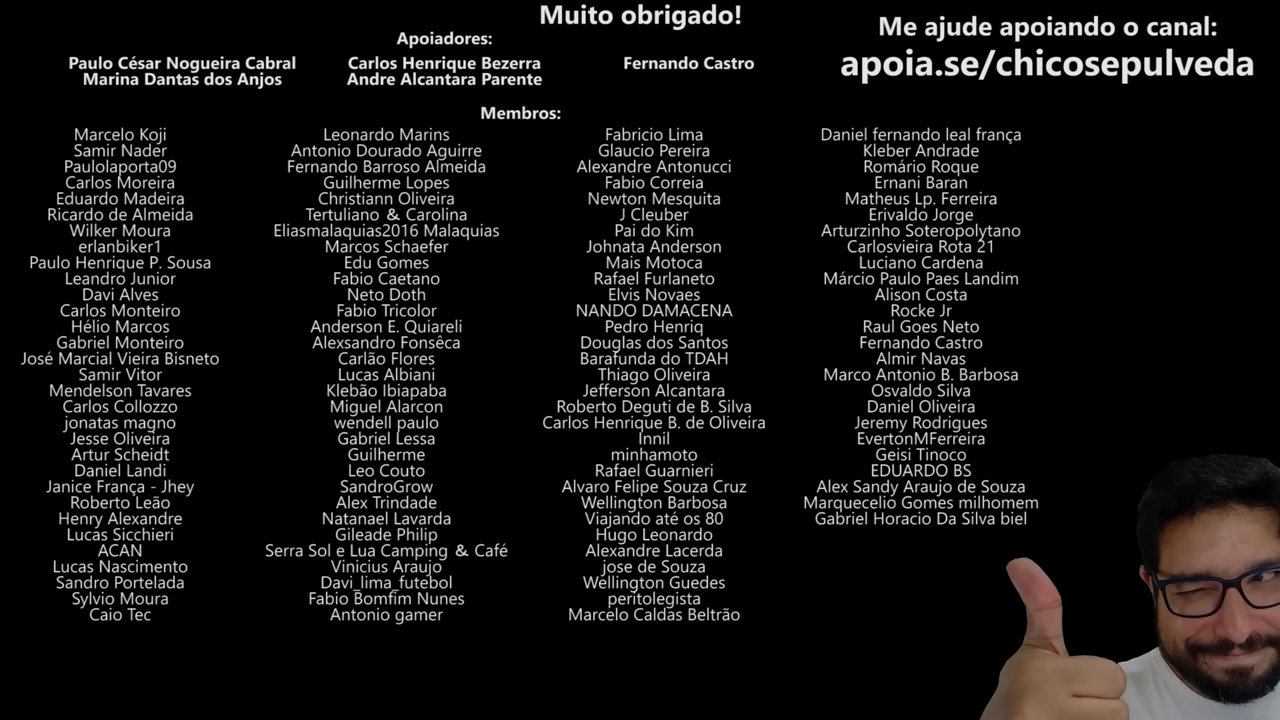 Muito obrigado!
Me ajude apoiando o canal:
apoia.se/chicosepulveda
Apoiadores:
Paulo César Nogueira Cabral
Marina Dantas dos Anjos
Carlos Henrique Bezerra
Andre Alcantara Parente
Fernando Castro
Membros:
Marcelo Koji
Samir Nader
Paulolaporta09
Carlos Moreira
Eduardo Madeira
Ricardo de Almeida
Wilker Moura
erlanbiker1
Paulo Henrique P. Sousa
Leandro Junior
Davi Alves
Carlos Monteiro
Hélio Marcos
Gabriel Monteiro
José Marcial Vieira Bisneto
Samir Vitor
Mendelson Tavares
Carlos Collozzo
jonatas magno
Jesse Oliveira
Artur Scheidt
Daniel Landi
Janice França - Jhey
Roberto Leão
Henry Alexandre
Lucas Sicchieri
ACAN
Lucas Nascimento
Sandro Portelada
Sylvio Moura
Caio Tec
Leonardo Marins
Antonio Dourado Aguirre
Fernando Barroso Almeida
Guilherme Lopes
Christiann Oliveira
Tertuliano & Carolina
Eliasmalaquias2016 Malaquias
Marcos Schaefer
Edu Gomes
Fabio Caetano
Neto Doth
Fabio Tricolor
Anderson E. Quiareli
Alexsandro Fonsêca
Carlão Flores
Lucas Albiani
Klebão Ibiapaba
Miguel Alarcon
wendell paulo
Gabriel Lessa
Guilherme
Leo Couto
SandroGrow
Alex Trindade
Natanael Lavarda
Gileade Philip
Serra Sol e Lua Camping & Café
Vinicius Araujo
Davi_lima_futebol
Fabio Bomfim Nunes
Antonio gamer
Fabricio Lima
Glaucio Pereira
Alexandre Antonucci
Fabio Correia
Newton Mesquita
J Cleuber
Pai do Kim
Johnata Anderson
Mais Motoca
Rafael Furlaneto
Elvis Novaes
NANDO DAMACENA
Pedro Henriq
Douglas dos Santos
Barafunda do TDAH
Thiago Oliveira
Jefferson Alcantara
Roberto Deguti de B. Silva
Carlos Henrique B. de Oliveira
Innil
minhamoto
Rafael Guarnieri
Alvaro Felipe Souza Cruz
Wellington Barbosa
Viajando até os 80
Hugo Leonardo
Alexandre Lacerda
jose de Souza
Wellington Guedes
peritolegista
Marcelo Caldas Beltrão
Daniel fernando leal frança
Kleber Andrade
Romário Roque
Ernani Baran
Matheus Lp. Ferreira
Erivaldo Jorge
Arturzinho Soteropolytano
Carlosvieira Rota 21
Luciano Cardena
Márcio Paulo Paes Landim
Alison Costa
Rocke Jr
Raul Goes Neto
Fernando Castro
Almir Navas
Marco Antonio B. Barbosa
Osvaldo Silva
Daniel Oliveira
Jeremy Rodrigues
EvertonMFerreira
Geisi Tinoco
EDUARDO BS
Alex Sandy Araujo de Souza
Marquecelio Gomes milhomem
Gabriel Horacio Da Silva biel